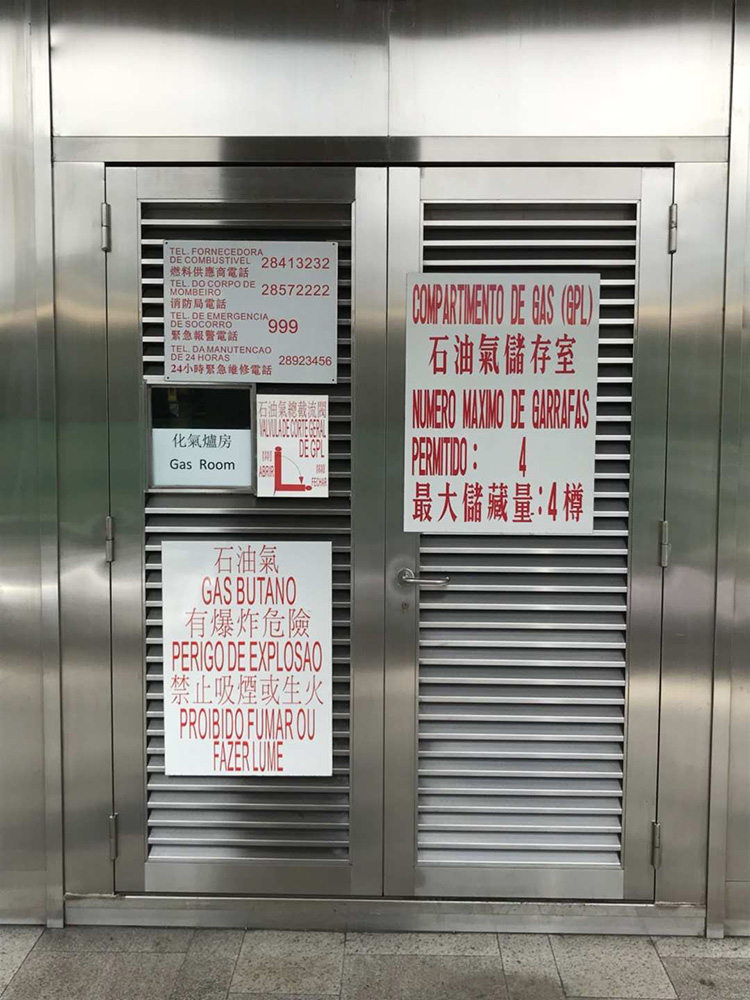 TEL. FORNECEDORA
DE COMBUSTIVEL 28413232
燃料供應商電話
TEL. DO CORPO DE
MOMBEIRO 28572222
消防局電話
TEL. DE EMERGENCIA
DE SOCORRO 999
緊急報警電話
TEL. DA MANUTENCAO
DE 24 HORAS 28923456
24小時緊急維修電話
化氣爐房
Gas Room
石油氣總截流閥
VALVULA DE CORTE GERAL
DE GPL
ABRIR
FECHAR
石油氣
GAS BUTANO
有爆炸危險
PERIGO DE EXPLOSAO
禁止吸煙或生火
PROIBIDO FUMAR OU
FAZER LUME
COMPARTIMENTO DE GAS (GPL)
石油氣儲存室
NUMERO MAXIMO DE GARRAFAS
PERMITIDO: 4
最大儲藏量:4樽